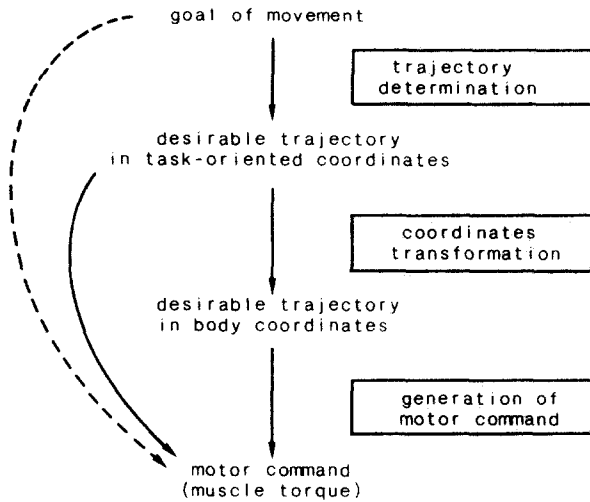 goal of movement
trajectory
determination
desirable trajectory
in task-oriented coordinates
coordinates
transformation
desirable trajectory
in body coordinates
generation of
motor command
motor command
(muscle torque)